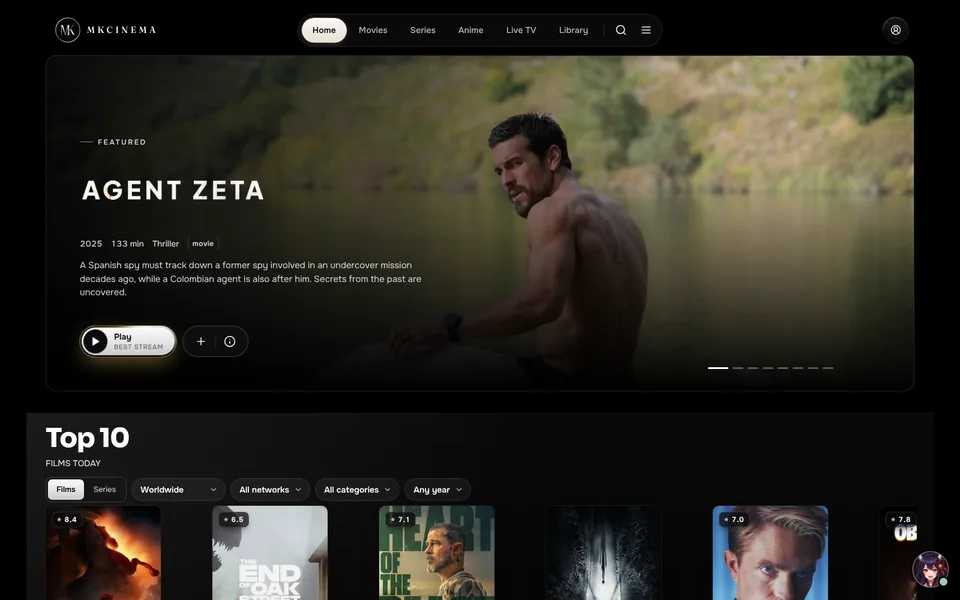 MK MKCINEMA
Home Movies Series Anime Live TV Library
FEATURED
AGENT ZETA
2025 133 min Thriller movie
A Spanish spy must track down a former spy involved in an undercover mission
decades ago, while a Colombian agent is also after him. Secrets from the past are
uncovered.
Play
BEST STREAM
Top 10
FILMS TODAY
Films Series Worldwide All networks All categories Any year
8.4 6.5 7.1 7.0 7.8
HEART
OF
THE
THE
END
OF OAK
STREET
OB